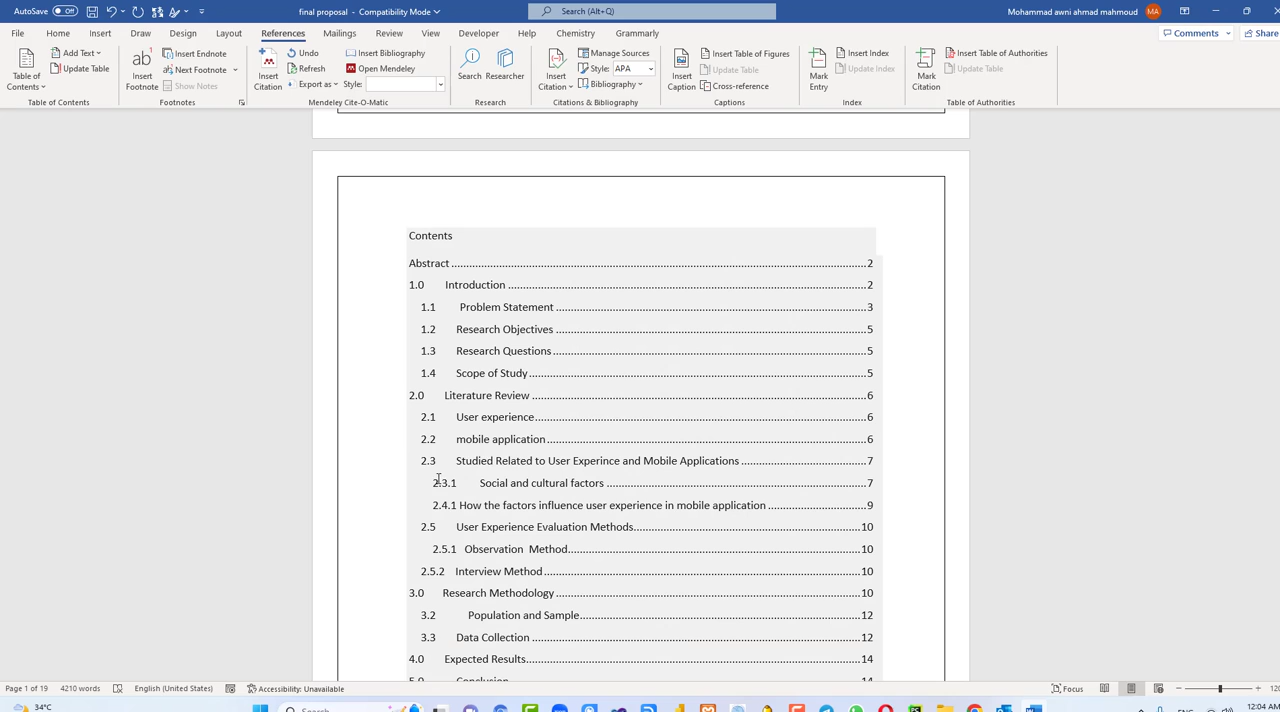 AutoSave Off final proposal - Compatibility Mode Search (Alt+Q) Mohammad awni ahmad mahmoud MA
File Home Insert Draw Design Layout References Mailings Review View Developer Help Chemistry Grammarly Comments Share
Table of Contents
Add Text
Update Table
Table of Contents
ab
Insert Footnote
Insert Endnote
Next Footnote
Show Notes
Footnotes
Insert Citation
Undo
Refresh
Export as
Insert Bibliography
Open Mendeley
Style:
Mendeley Cite-O-Matic
Search
Researcher
Research
Insert Citation
Manage Sources
Style: APA
Bibliography
Citations & Bibliography
Insert Caption
Insert Table of Figures
Update Table
Cross-reference
Captions
Mark Entry
Insert Index
Update Index
Index
Mark Citation
Insert Table of Authorities
Update Table
Table of Authorities
Contents
Abstract 2
1.0 Introduction 2
1.1 Problem Statement 3
1.2 Research Objectives 5
1.3 Research Questions 5
1.4 Scope of Study 5
2.0 Literature Review 6
2.1 User experience 6
2.2 mobile application 6
2.3 Studied Related to User Experince and Mobile Applications 7
2.3.1 Social and cultural factors 7
2.4.1 How the factors influence user experience in mobile application 9
2.5 User Experience Evaluation Methods 10
2.5.1 Observation Method 10
2.5.2 Interview Method 10
3.0 Research Methodology 10
3.2 Population and Sample 12
3.3 Data Collection 12
4.0 Expected Results 14
5.0 Conclusion 14
Page 1 of 19 4210 words English (United States) Accessibility: Unavailable Focus 120
34°C Search 12:04 AM